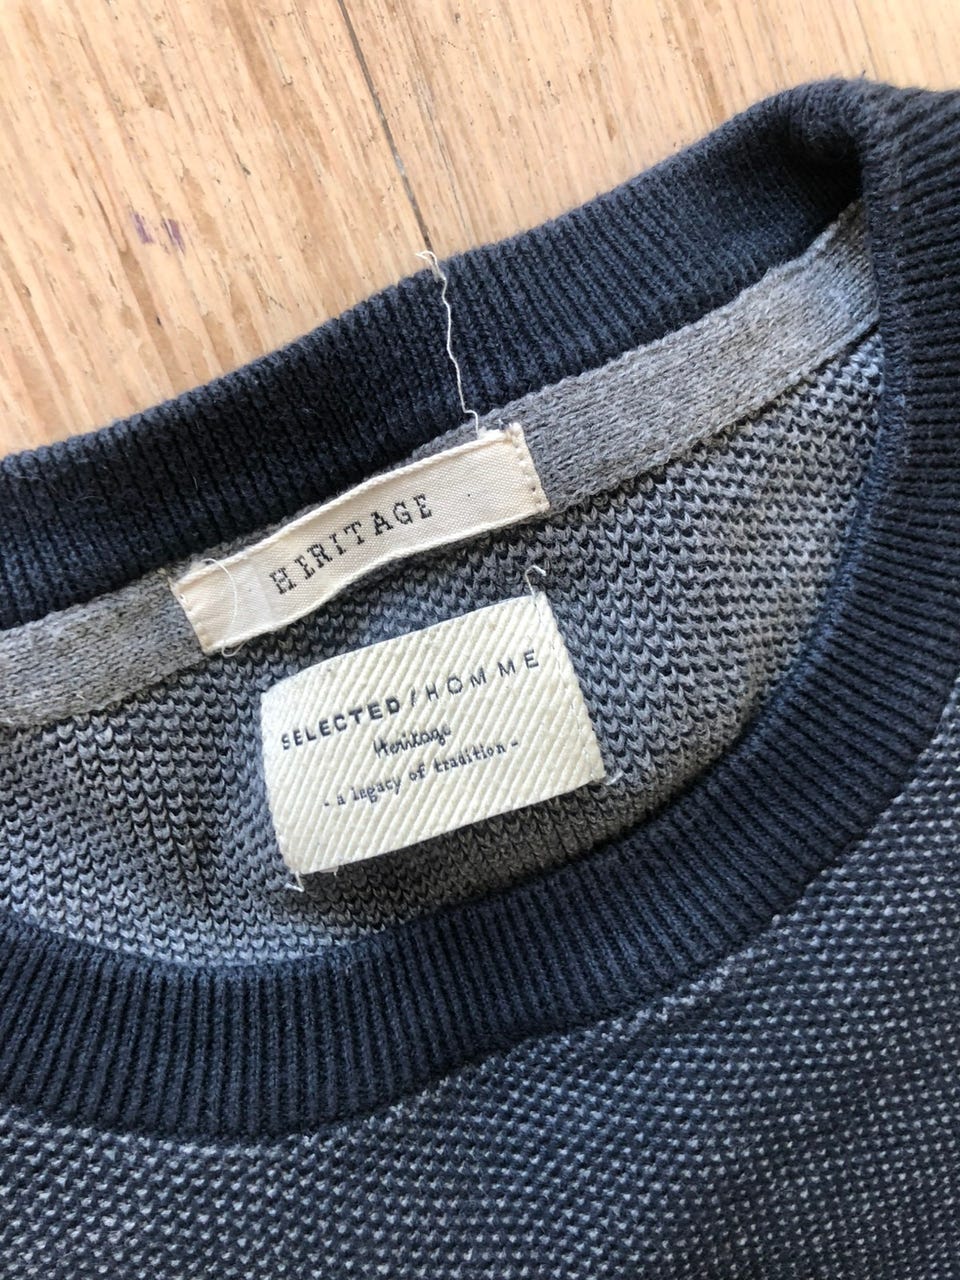 HERITAGE
SELECTED/HOMME
Heritage
- a legacy of tradition -